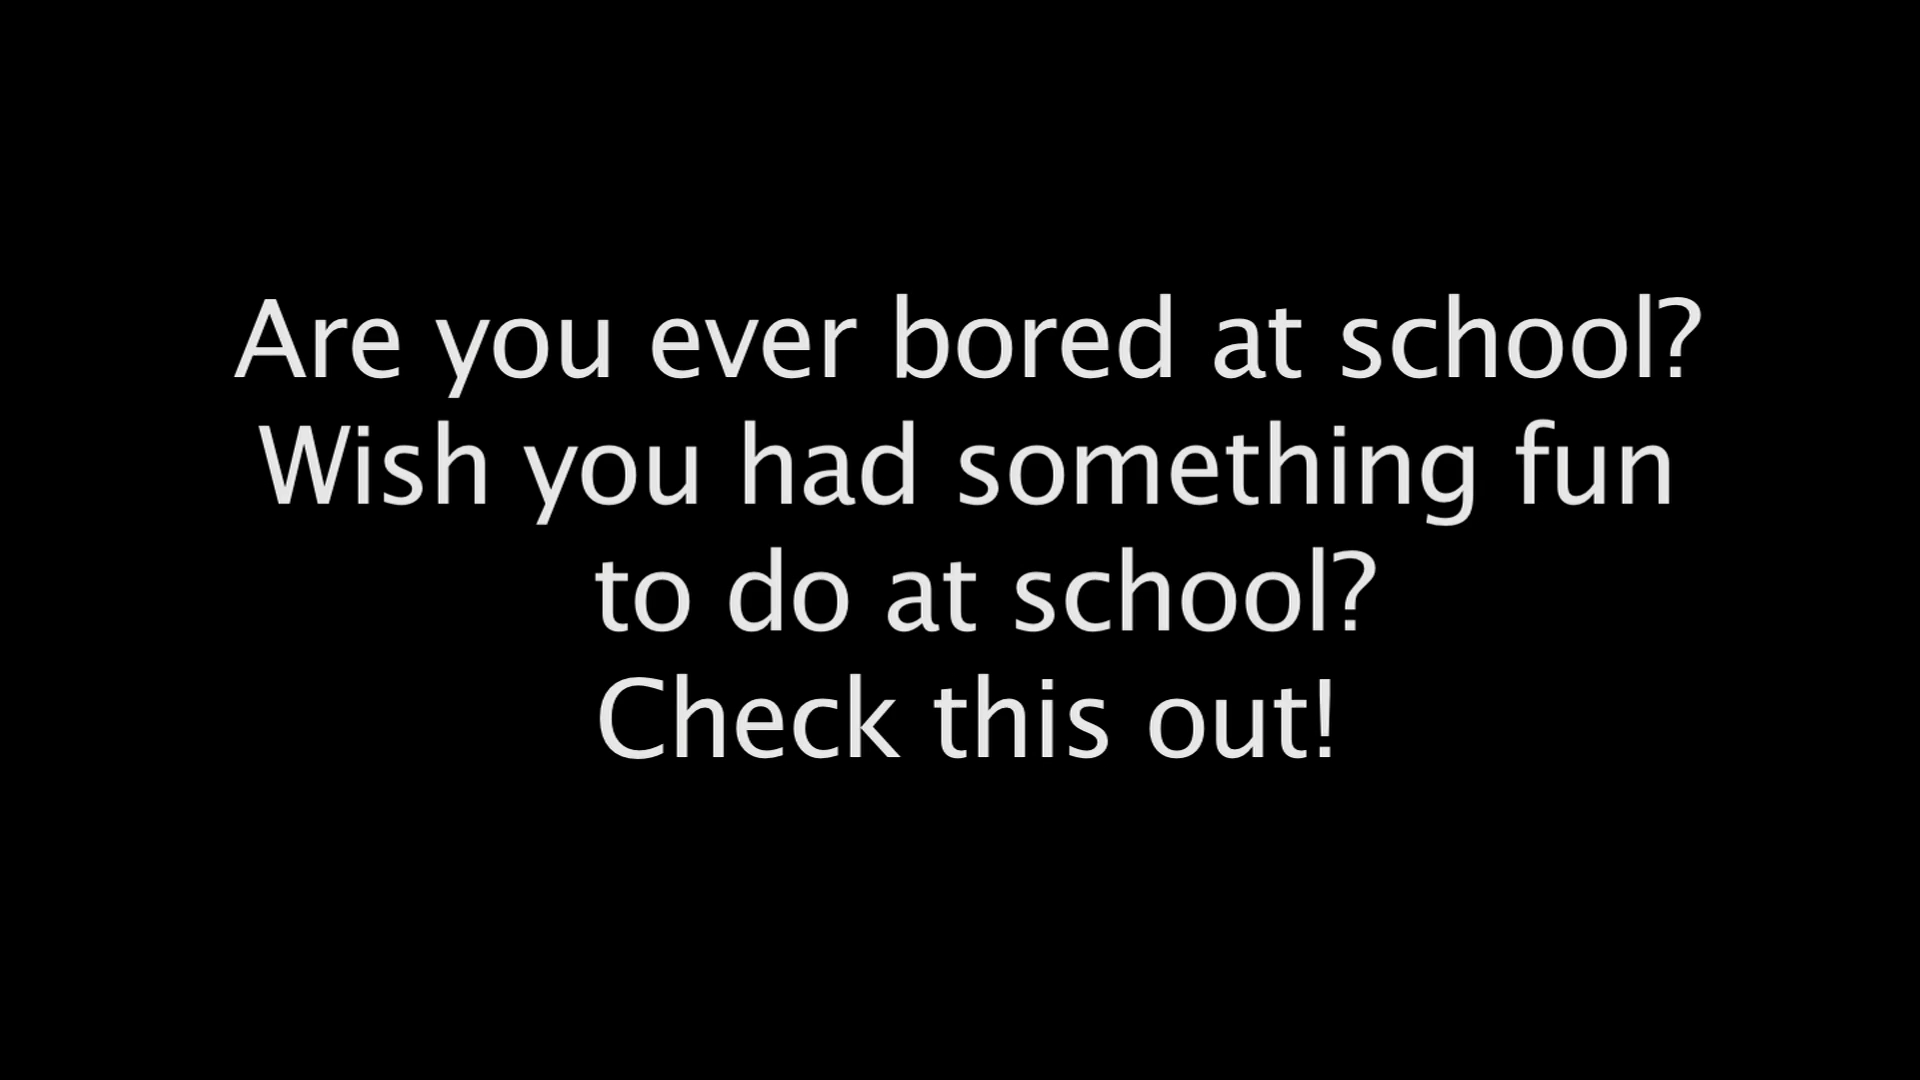 Are you ever bored at school?
Wish you had something fun
to do at school?
Check this out!